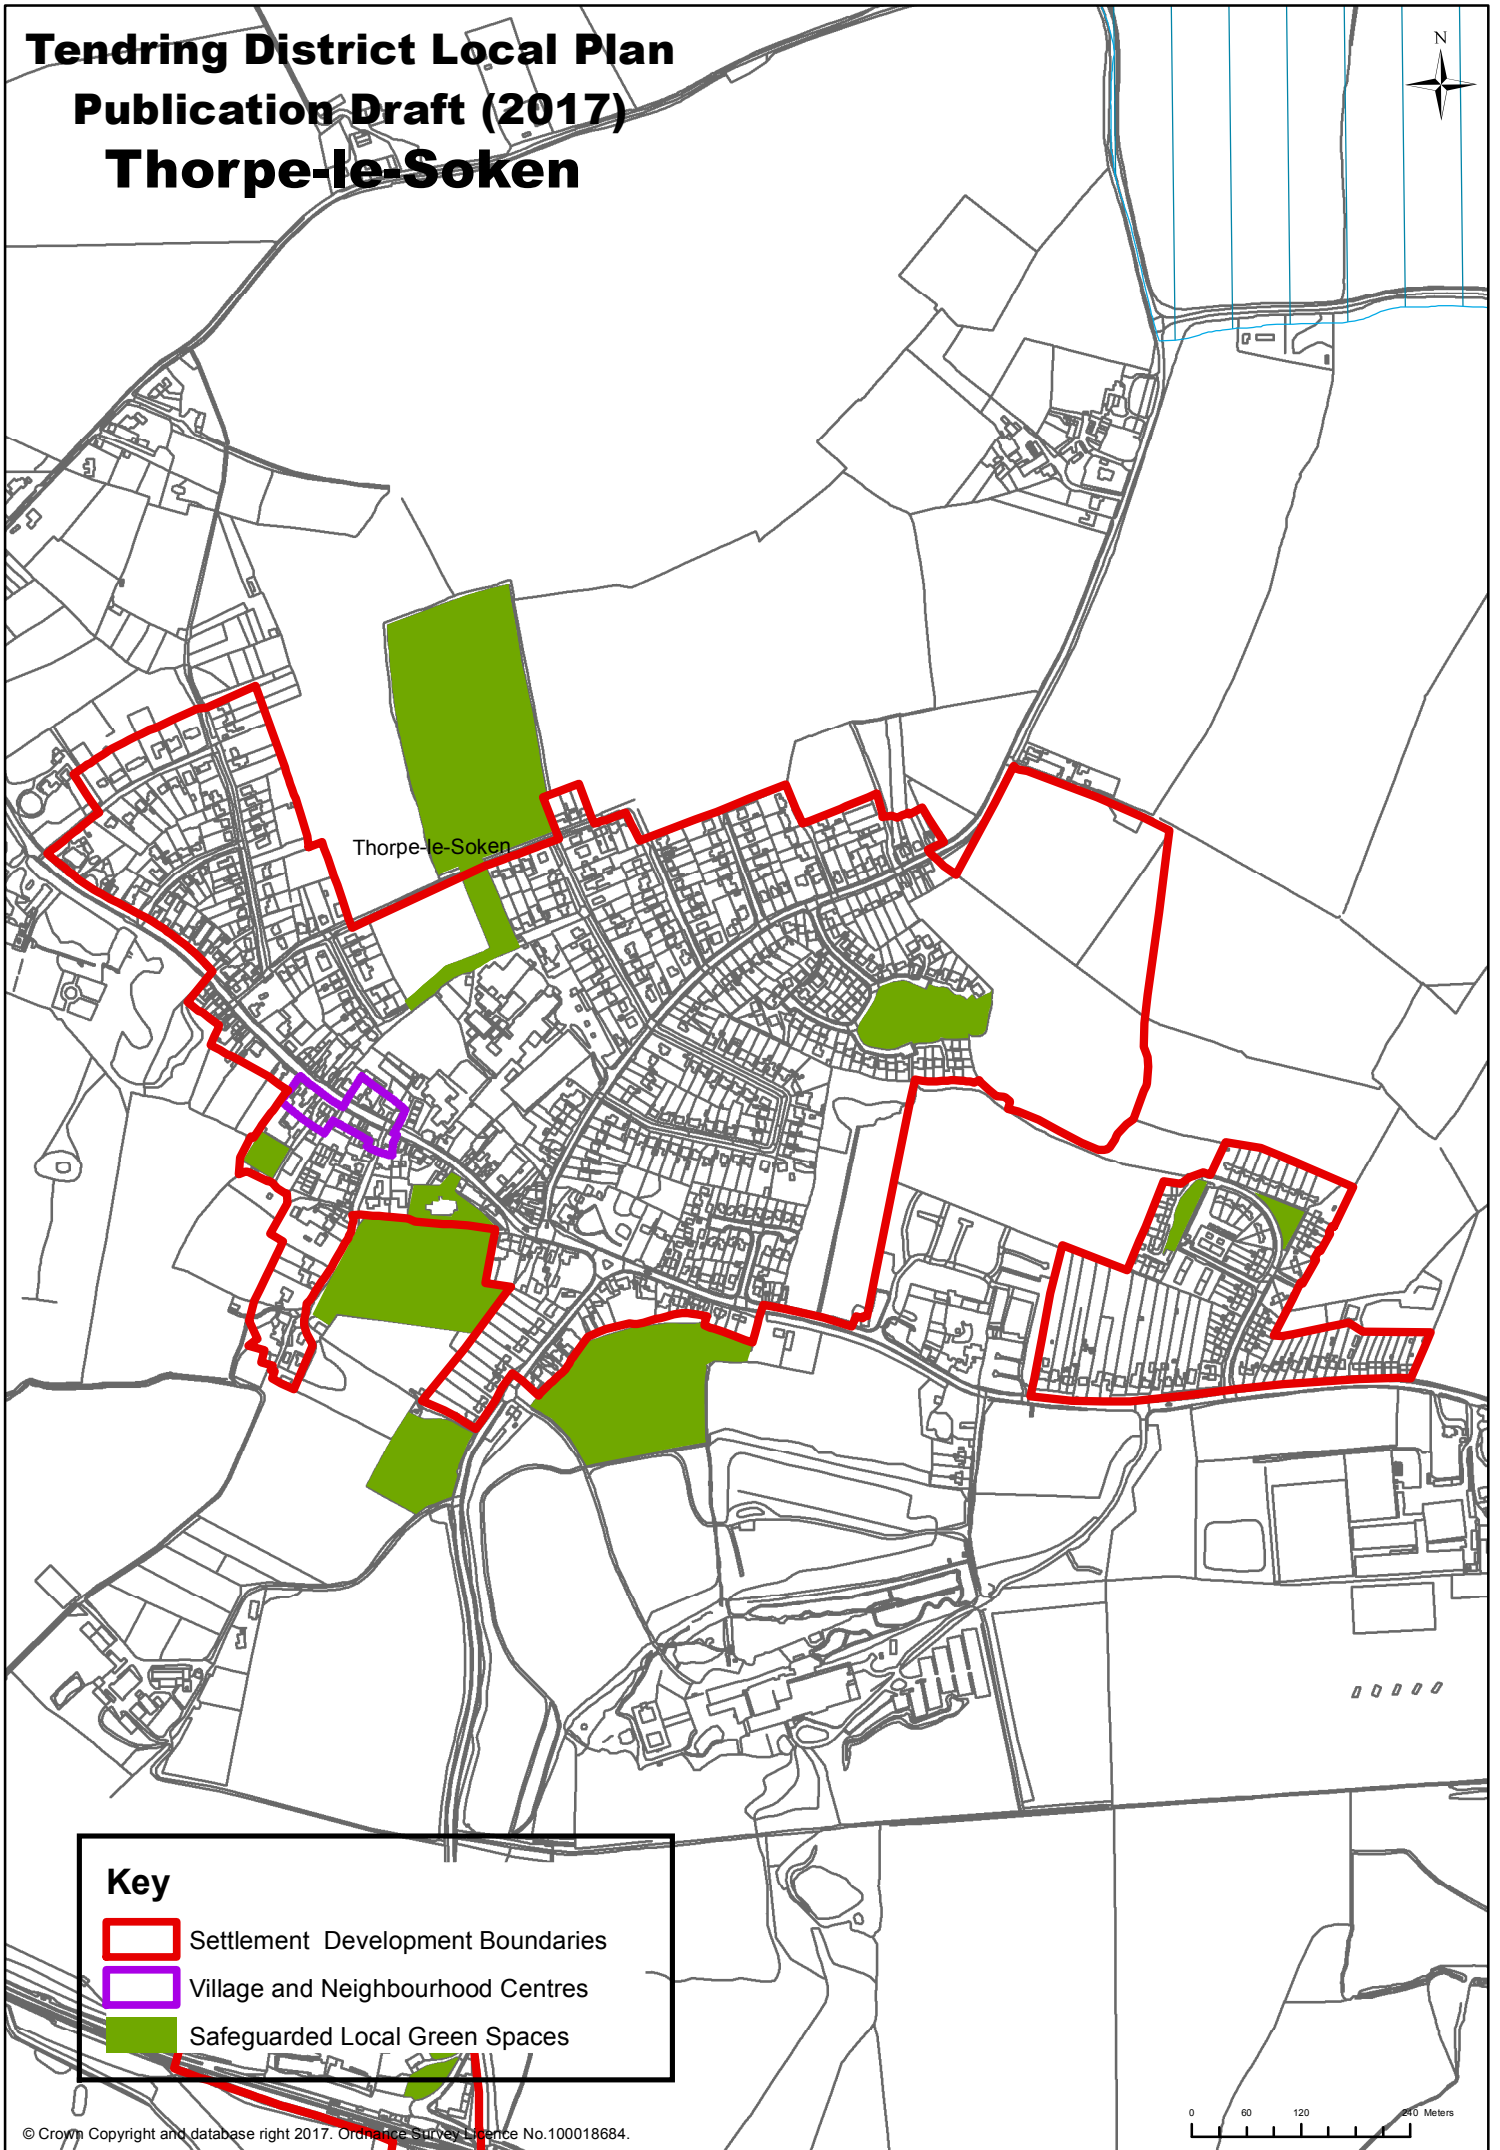 Tendring District Local Plan
Publication Draft (2017)
Thorpe-le-Soken
N
Thorpe-le-Soken
Key
Settlement Development Boundaries
Village and Neighbourhood Centres
Safeguarded Local Green Spaces
0 60 120 240 Meters
© Crown Copyright and database right 2017. Ordnance Survey Licence No.100018684.